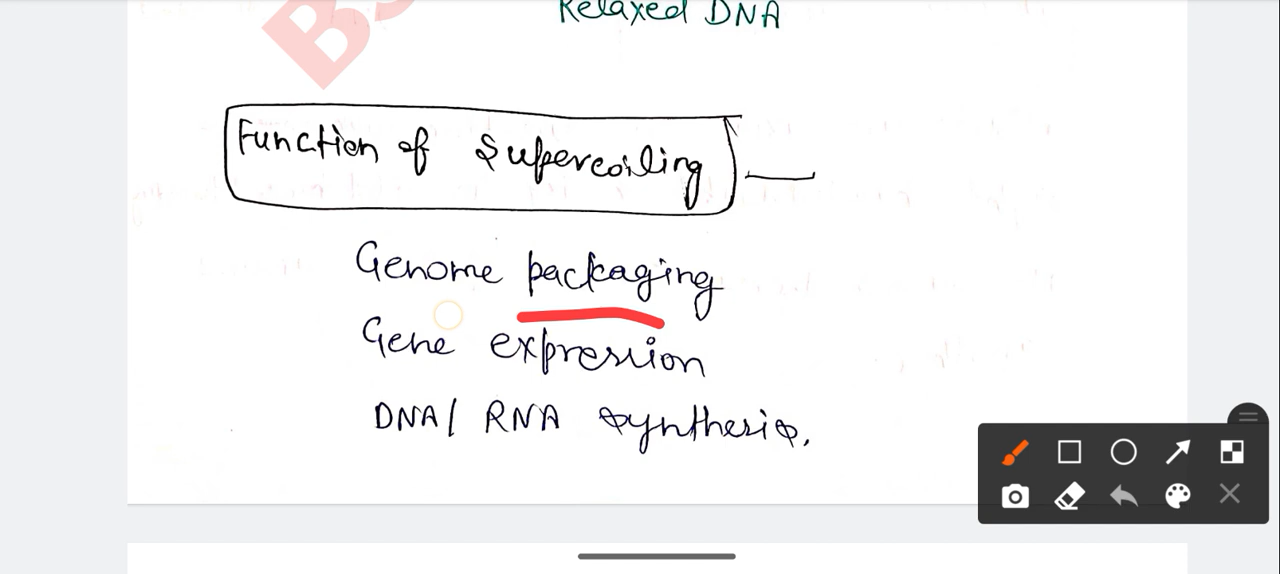 Relaxed DNA
Function of Supercoiling
Genome packaging
Gene expression
DNA/ RNA synthesis.